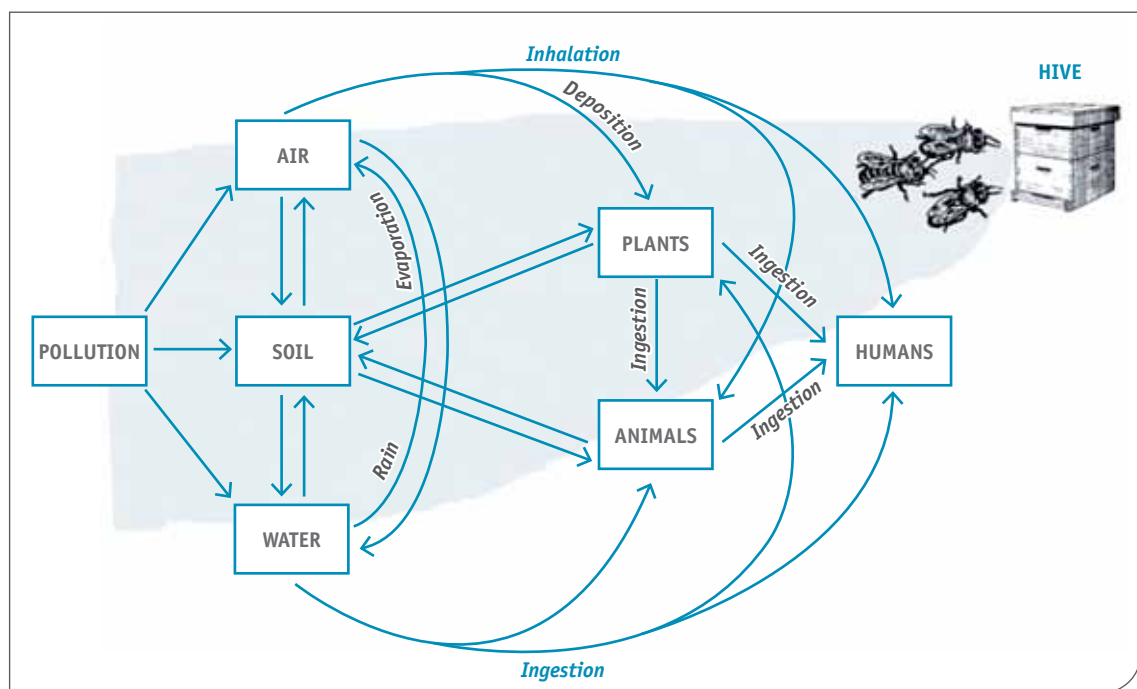 Inhalation
HIVE
Deposition
AIR
Evaporation
PLANTS
Ingestion
Ingestion
POLLUTION
SOIL
HUMANS
Ingestion
ANIMALS
Rain
WATER
Ingestion